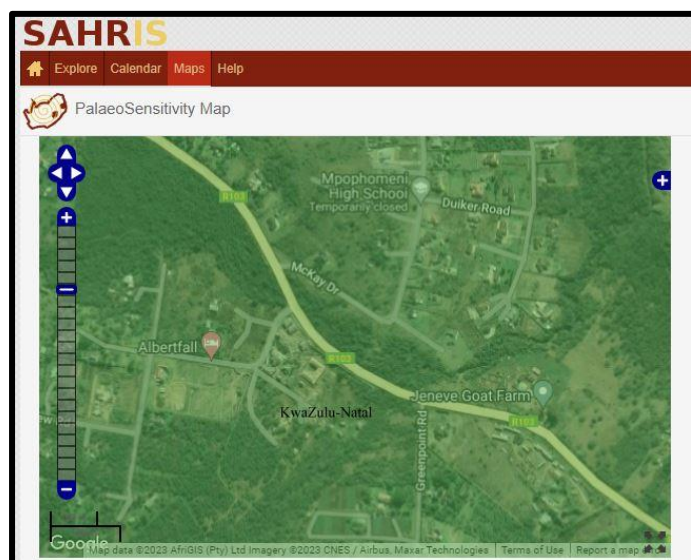 SAHRIS
Explore Calendar Maps Help
PalaeoSensitivity Map
R103
Mpophomeni
High School
Temporarily closed
Duiker Road
McKay Dr
Albertfall
R103
KwaZulu-Natal
Jeneve Goat Farm
Greenpoint Rd
R103
Google
Map data ©2023 AfriGIS (Pty) Ltd Imagery ©2023 CNES / Airbus, Maxar Technologies Terms of Use Report a map